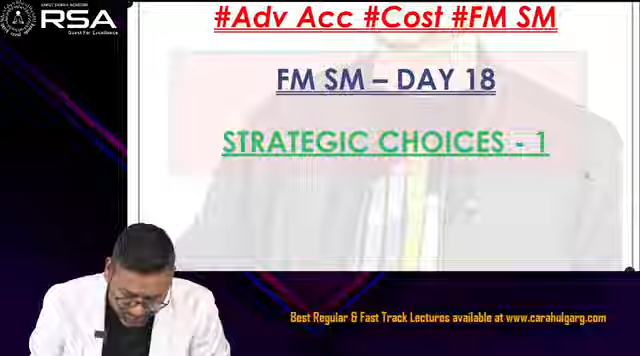 RSA
Quest For Excellence
#Adv Acc #Cost #FM SM
FM SM – DAY 18
STRATEGIC CHOICES - 1
Best Regular & Fast Track Lectures available at www.carahulgarg.com